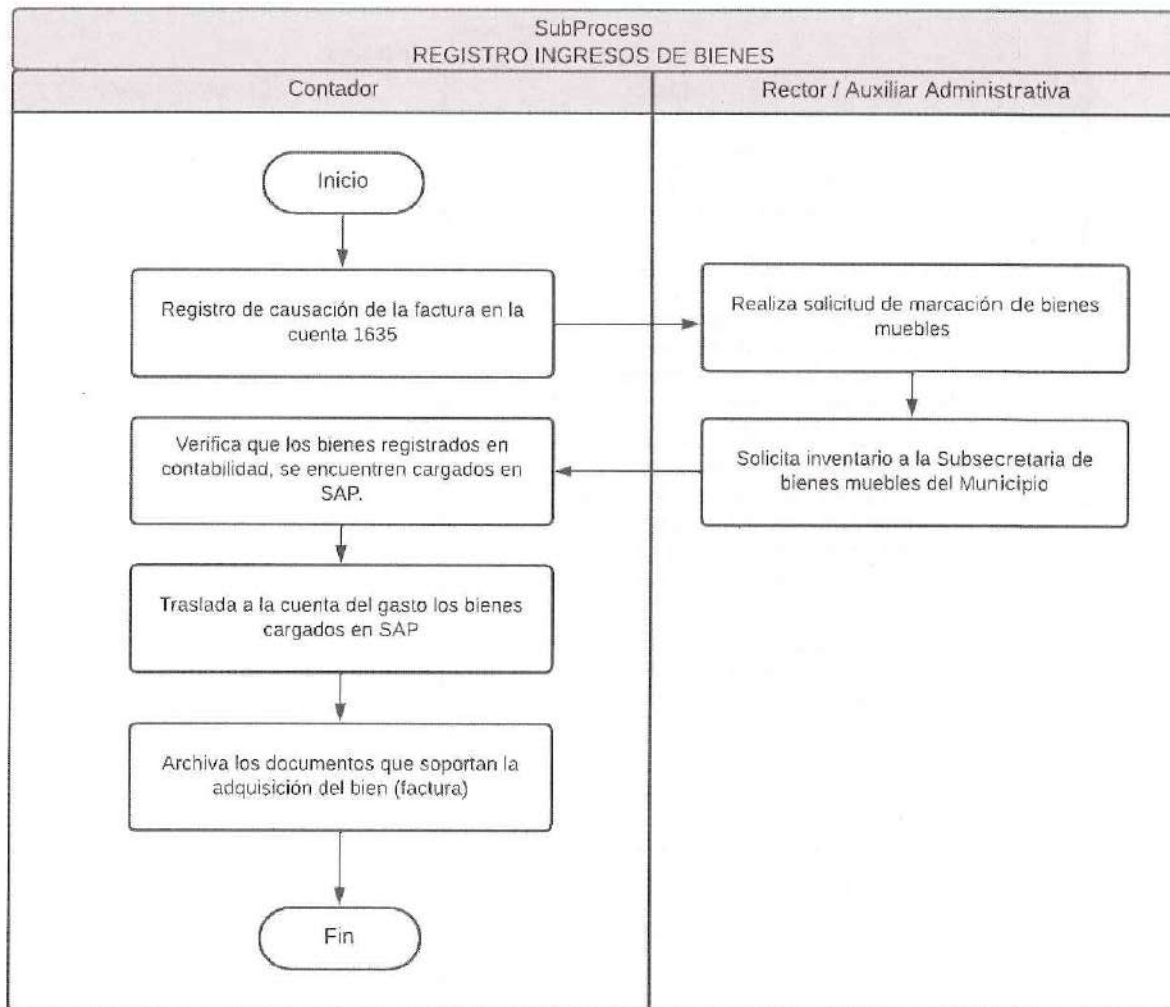 SubProceso
REGISTRO INGRESOS DE BIENES
Contador
Rector / Auxiliar Administrativa
Inicio
Registro de causación de la factura en la
cuenta 1635
Realiza solicitud de marcación de bienes
muebles
Solicita inventario a la Subsecretaria de
bienes muebles del Municipio
Verifica que los bienes registrados en
contabilidad, se encuentren cargados en
SAP.
Traslada a la cuenta del gasto los bienes
cargados en SAP
Archiva los documentos que soportan la
adquisición del bien (factura)
Fin